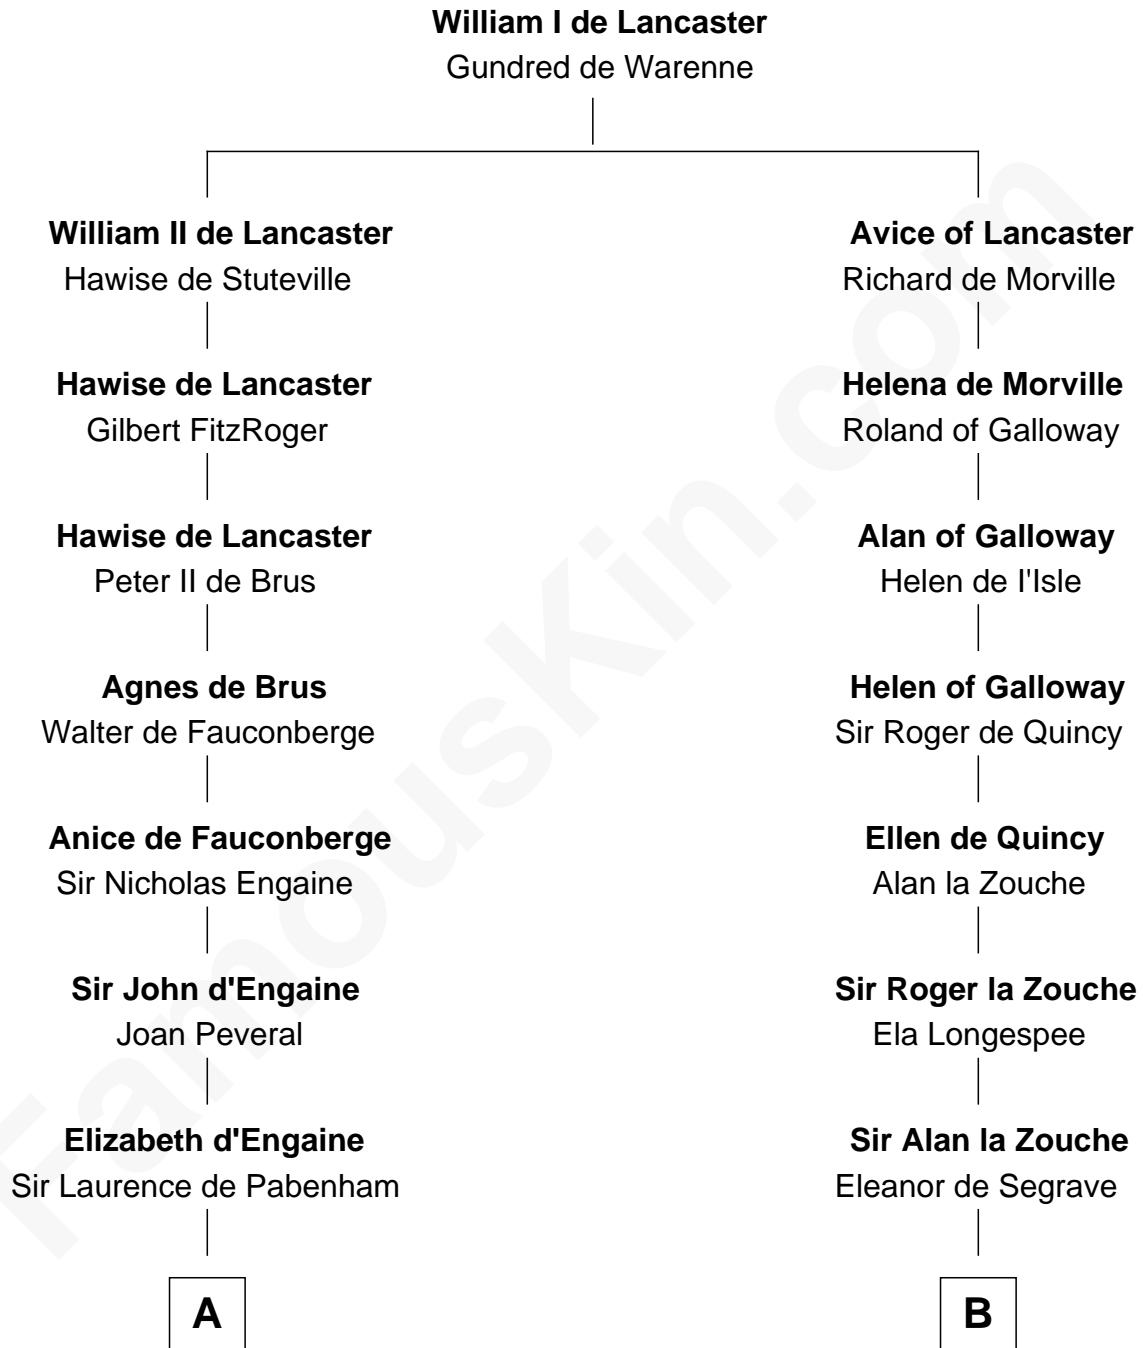 William I de Lancaster
Gundred de Warenne
William II de Lancaster
Hawise de Stuteville
Hawise de Lancaster
Gilbert FitzRoger
Hawise de Lancaster
Peter II de Brus
Agnes de Brus
Walter de Fauconberge
Anice de Fauconberge
Sir Nicholas Engaine
Sir John d'Engaine
Joan Peveral
Elizabeth d'Engaine
Sir Laurence de Pabenham
A
Avice of Lancaster
Richard de Morville
Helena de Morville
Roland of Galloway
Alan of Galloway
Helen de l'Isle
Helen of Galloway
Sir Roger de Quincy
Ellen de Quincy
Alan la Zouche
Sir Roger la Zouche
Ela Longespee
Sir Alan la Zouche
Eleanor de Segrave
B
FamousKin.com